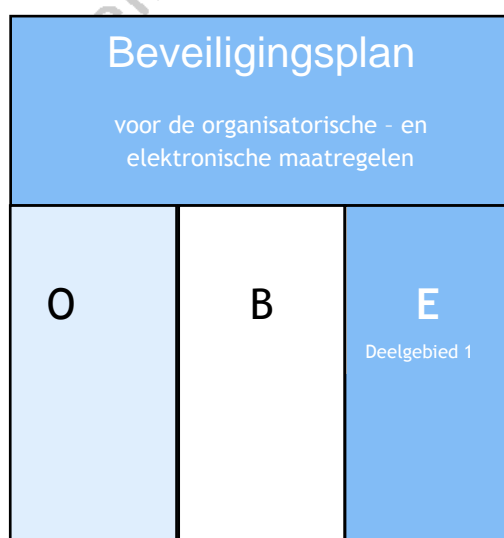 Beveiligingsplan
voor de organisatorische – en
elektronische maatregelen
O B E
Deelgebied 1